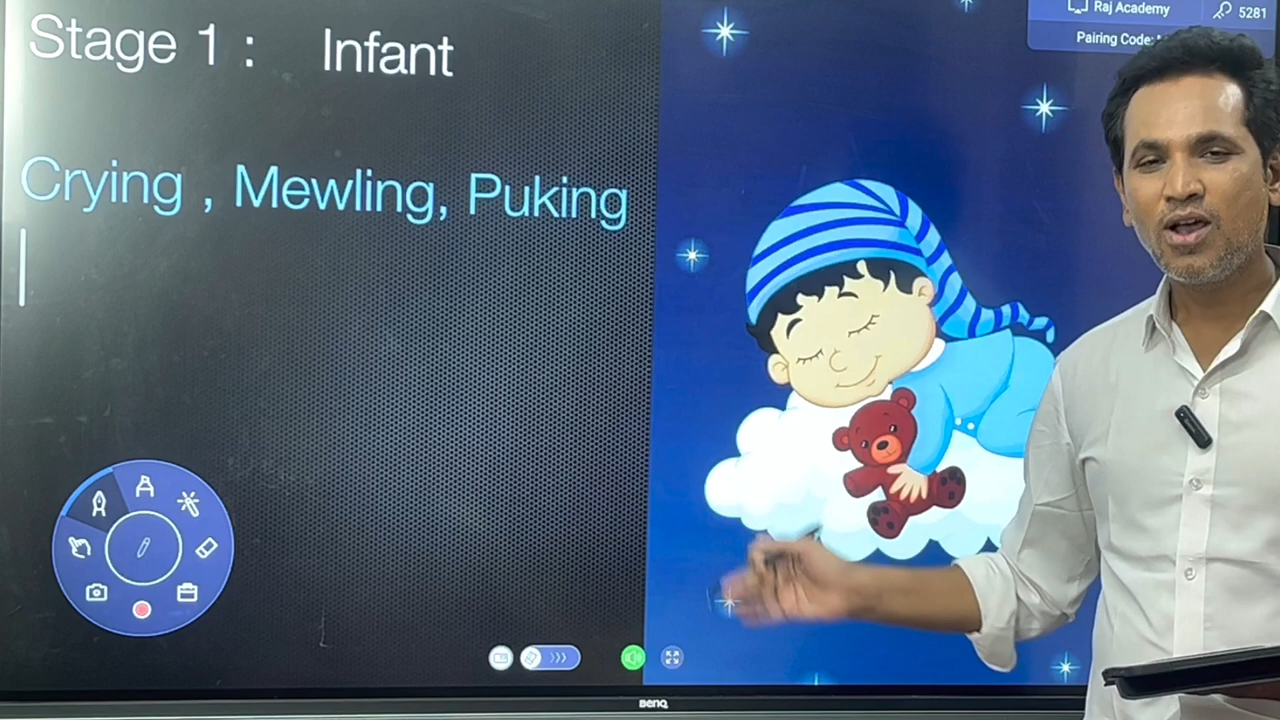 Stage 1 : Infant
Crying , Mewling, Puking
Raj Academy
5281
Pairing Code:
BenQ